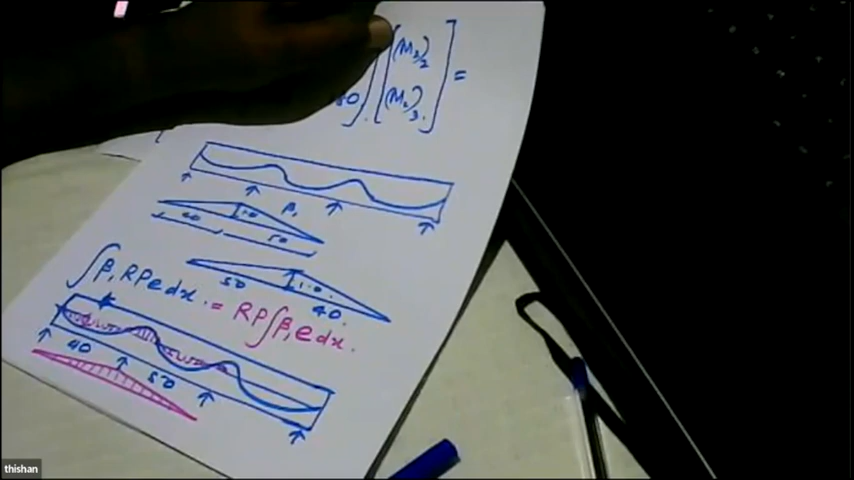 (M₂)₂ =
(M₂)₃
β₁
40 1.0 50
50 1.0 40
∫β₁ RPe dx = RP∫β₁ e dx.
40 50
thishan